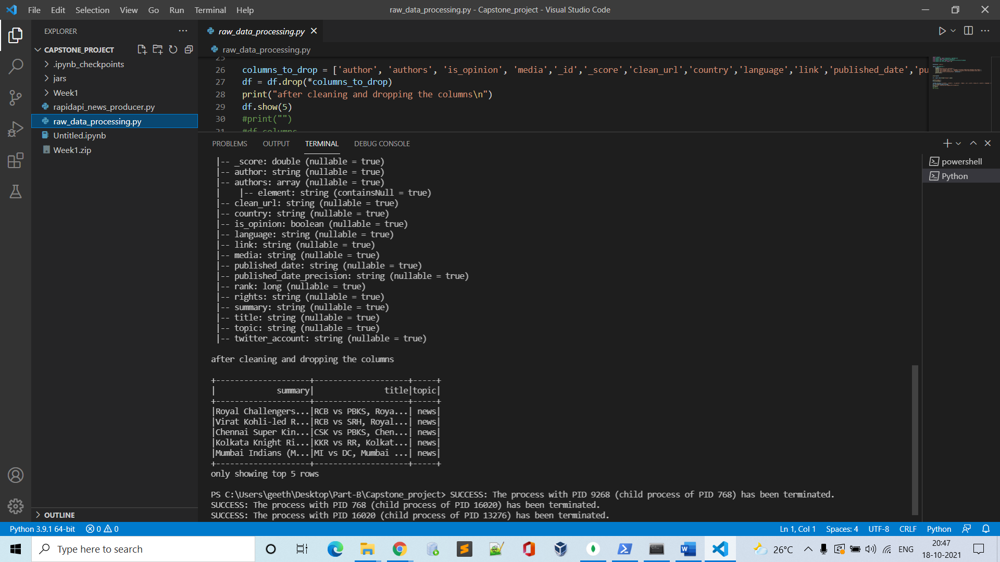 File Edit Selection View Go Run Terminal Help
raw_data_processing.py - Capstone_project - Visual Studio Code
EXPLORER
CAPSTONE_PROJECT
.ipynb_checkpoints
jars
Week1
rapidapi_news_producer.py
raw_data_processing.py
Untitled.ipynb
Week1.zip
OUTLINE
raw_data_processing.py
raw_data_processing.py
25
26 columns_to_drop = ['author', 'authors', 'is_opinion', 'media','_id','_score','clean_url','country','language','link','published_date','pu
27 df = df.drop(*columns_to_drop)
28 print("after cleaning and dropping the columns\n")
29 df.show(5)
30 #print("")
31 #df.columns
PROBLEMS OUTPUT TERMINAL DEBUG CONSOLE
powershell
Python
|-- _score: double (nullable = true)
|-- author: string (nullable = true)
|-- authors: array (nullable = true)
|    |-- element: string (containsNull = true)
|-- clean_url: string (nullable = true)
|-- country: string (nullable = true)
|-- is_opinion: boolean (nullable = true)
|-- language: string (nullable = true)
|-- link: string (nullable = true)
|-- media: string (nullable = true)
|-- published_date: string (nullable = true)
|-- published_date_precision: string (nullable = true)
|-- rank: long (nullable = true)
|-- rights: string (nullable = true)
|-- summary: string (nullable = true)
|-- title: string (nullable = true)
|-- topic: string (nullable = true)
|-- twitter_account: string (nullable = true)
after cleaning and dropping the columns
+--------------------+--------------------+-----+
|             summary|               title|topic|
+--------------------+--------------------+-----+
|Royal Challengers...|RCB vs PBKS, Roya...| news|
|Virat Kohli-led R...|RCB vs SRH, Royal...| news|
|Chennai Super Kin...|CSK vs PBKS, Chen...| news|
|Kolkata Knight Ri...|KKR vs RR, Kolkat...| news|
|Mumbai Indians (M...|MI vs DC, Mumbai ...| news|
+--------------------+--------------------+-----+
only showing top 5 rows
PS C:\Users\geeth\Desktop\Part-B\Capstone_project> SUCCESS: The process with PID 9268 (child process of PID 768) has been terminated.
SUCCESS: The process with PID 768 (child process of PID 16020) has been terminated.
SUCCESS: The process with PID 16020 (child process of PID 13276) has been terminated.
Python 3.9.1 64-bit 0 0 Ln 1, Col 1 Spaces: 4 UTF-8 CRLF Python
Type here to search
26°C ENG
20:47
18-10-2021